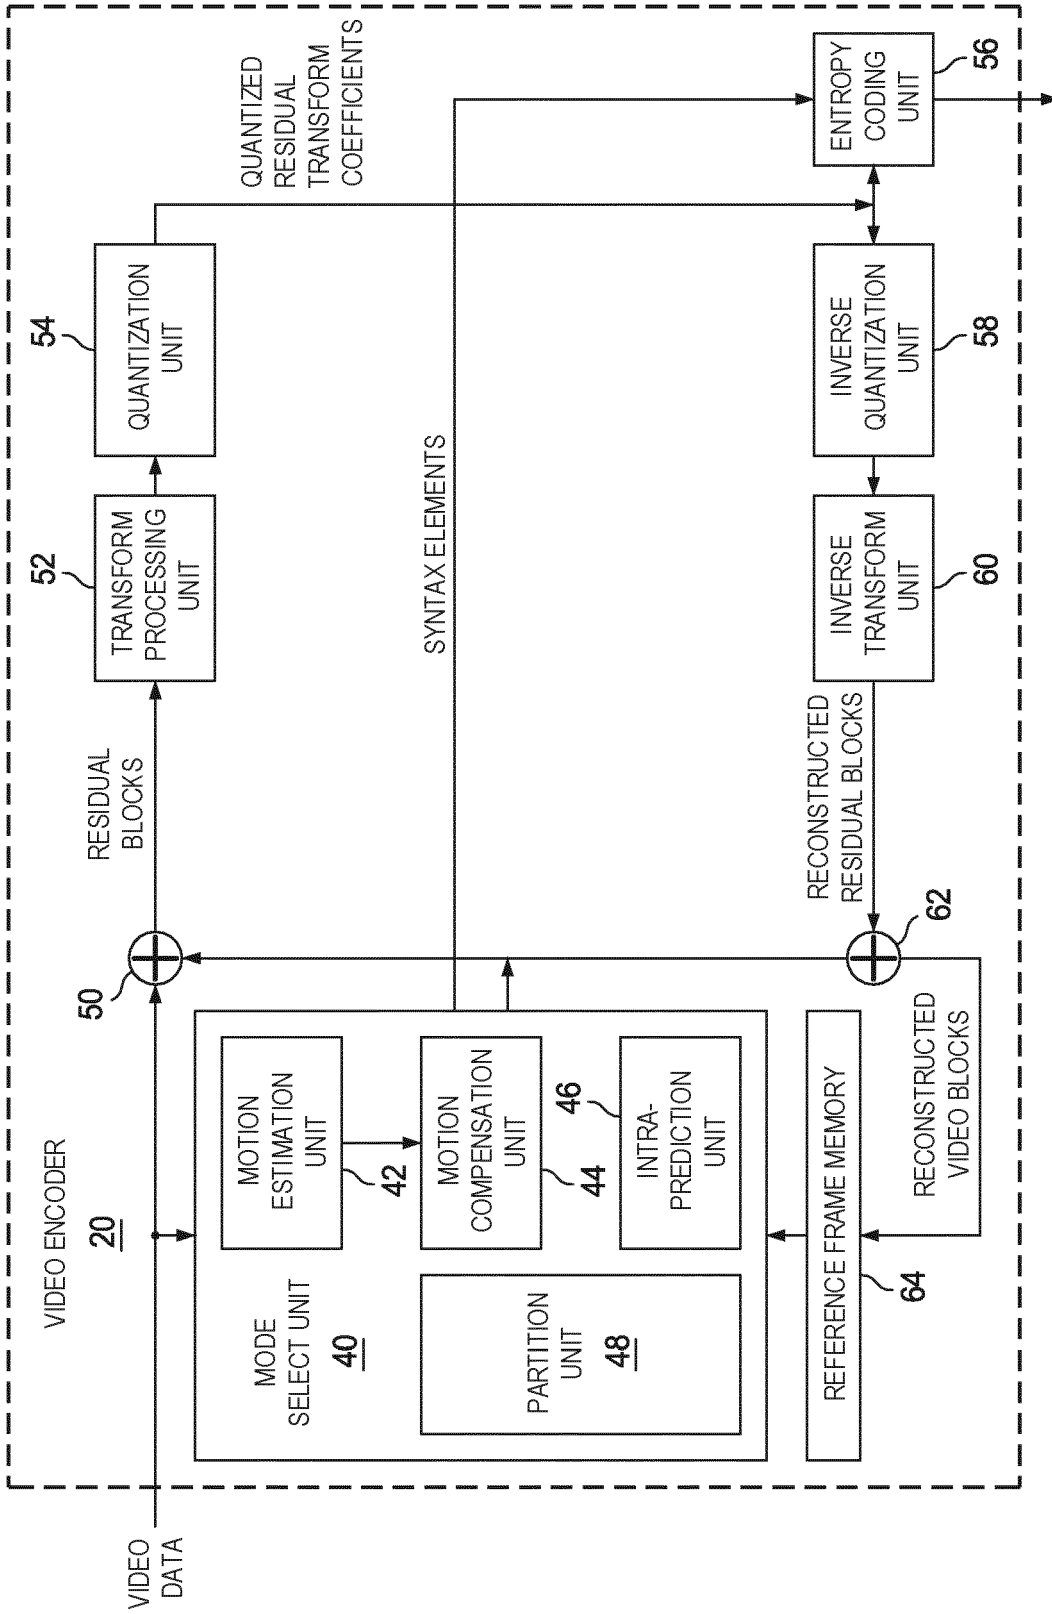 VIDEO ENCODER
20
VIDEO
DATA
50
RESIDUAL
BLOCKS
52
TRANSFORM
PROCESSING
UNIT
54
QUANTIZATION
UNIT
QUANTIZED
RESIDUAL
TRANSFORM
COEFFICIENTS
MODE
SELECT UNIT
40
MOTION
ESTIMATION
UNIT
42
MOTION
COMPENSATION
UNIT
44
PARTITION
UNIT
48
46
INTRA-
PREDICTION
UNIT
SYNTAX ELEMENTS
REFERENCE FRAME MEMORY
64
RECONSTRUCTED
VIDEO BLOCKS
62
RECONSTRUCTED
RESIDUAL BLOCKS
INVERSE
TRANSFORM
UNIT
60
INVERSE
QUANTIZATION
UNIT
58
ENTROPY
CODING
UNIT
56